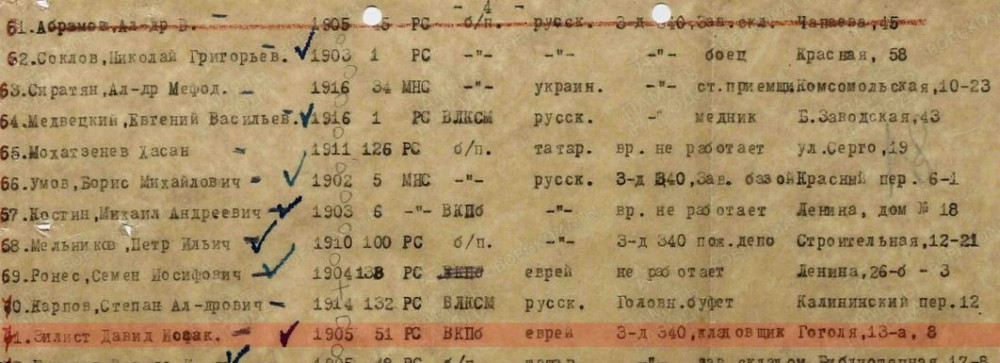 - 4 -
61.Абрамов,Ал-др В. 1905 15 РС б/п. русск. З-д 340,Зав.скл. Чапаева,45
62.Соклов,Николай Григорьев. 1903 1 РС -"- -"- -"- боец Красная, 58
63.Сиратян,Ал-др Мефод. - 1916 34 МНС -"- украин. -"- ст.приемщи Комсомольская,10-23
64.Медвецкий,Евгений Васильев. 1916 1 РС ВЛКСМ русск. -" медник Б.Заводская,43
65.Мохатзенев Хасан - 1911 126 РС б/п. татар. вр. не работает ул.Серго,19
66.Умов,Борис Михайлович - 1902 5 МНС -"- русск. З-д 340,Зав. базой Красный пер. 6-1
67.Костин,Михаил Андреевич - 1903 6 -"- ВКПб -"- вр. не работает Ленина, дом № 18
68.Мельников,Петр Ильич 1910 100 РС б/п. -"- З-д 340 пож.депо Строительная,12-21
69.Ронес,Семен Иосифович 1904 138 РС ВКПб еврей не работает Ленина,26-б - 3
70.Карпов,Степан Ал-дрович - 1914 132 РС ВЛКСМ русск. Головн.буфет Калининский пер.12
71.Зилист Давид Исаак. - 1905 51 РС ВКПб еврей З-д 340,кладовщик Гоголя,13-а, 8